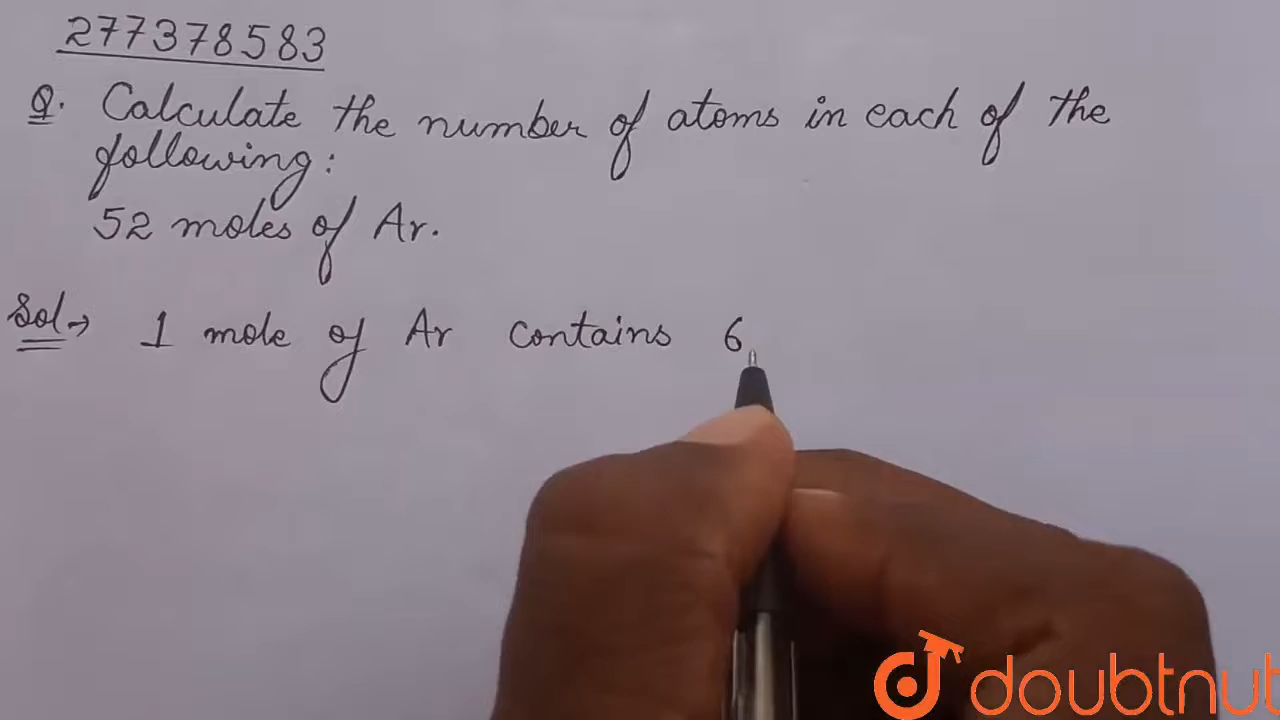 277378583
Q. Calculate the number of atoms in each of the
following:
52 moles of Ar.
Sol→ 1 mole of Ar contains 6
doubtnut